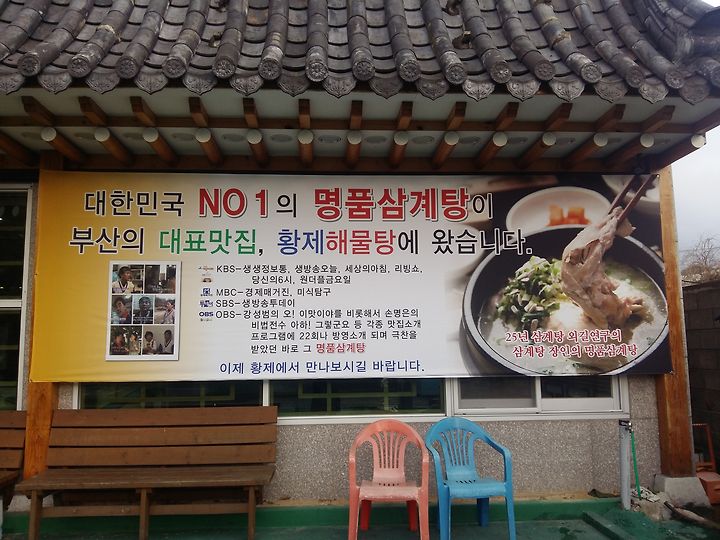 대한민국 NO 1의 명품삼계탕이
부산의 대표맛집, 황제해물탕에 왔습니다.
KBS-생생정보통, 생방송오늘, 세상의아침, 리빙쇼,
당신의6시, 원더풀금요일
MBC-경제매거진, 미식탐구
SBS-생방송투데이
OBS OBS-강성범의 오! 이맛이야를 비롯해서 손명은의
비법전수 아하! 그렇군요 등 각종 맛집소개
프로그램에 22회나 방영소개 되며 극찬을
받았던 바로 그 명품삼계탕
이제 황제에서 만나보시길 바랍니다.
25년 삼계탕 외길연구의
삼계탕 장인의 명품삼계탕